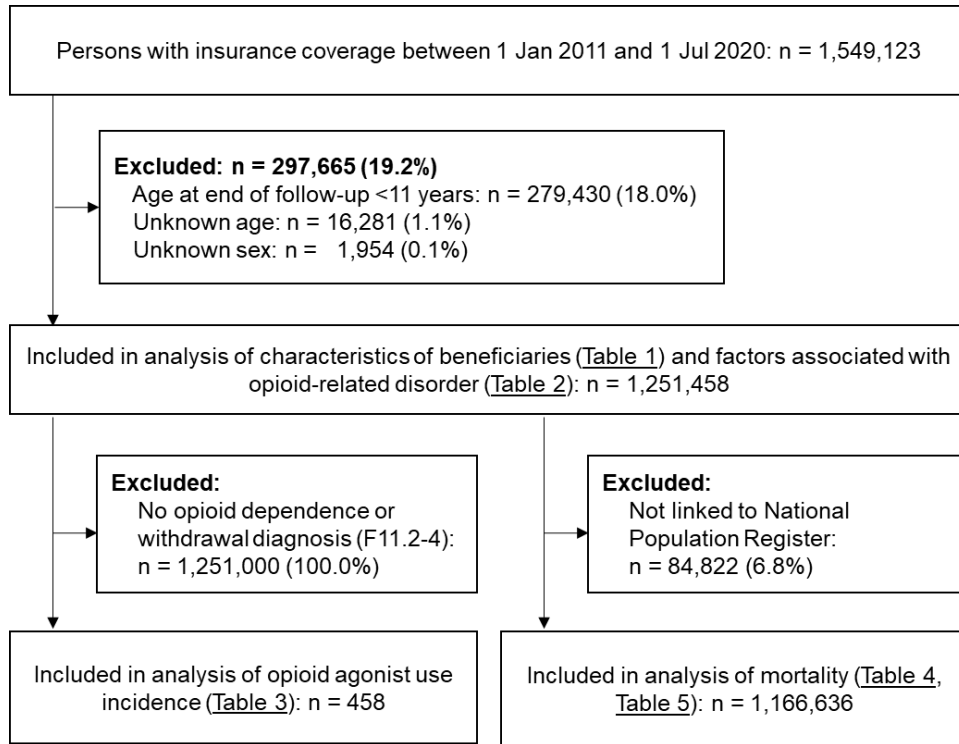 Persons with insurance coverage between 1 Jan 2011 and 1 Jul 2020: n = 1,549,123
Excluded: n = 297,665 (19.2%)
Age at end of follow-up <11 years: n = 279,430 (18.0%)
Unknown age: n = 16,281 (1.1%)
Unknown sex: n = 1,954 (0.1%)
Included in analysis of characteristics of beneficiaries (Table 1) and factors associated with
opioid-related disorder (Table 2): n = 1,251,458
Excluded:
No opioid dependence or
withdrawal diagnosis (F11.2-4):
n = 1,251,000 (100.0%)
Excluded:
Not linked to National
Population Register:
n = 84,822 (6.8%)
Included in analysis of opioid agonist use
incidence (Table 3): n = 458
Included in analysis of mortality (Table 4,
Table 5): n = 1,166,636